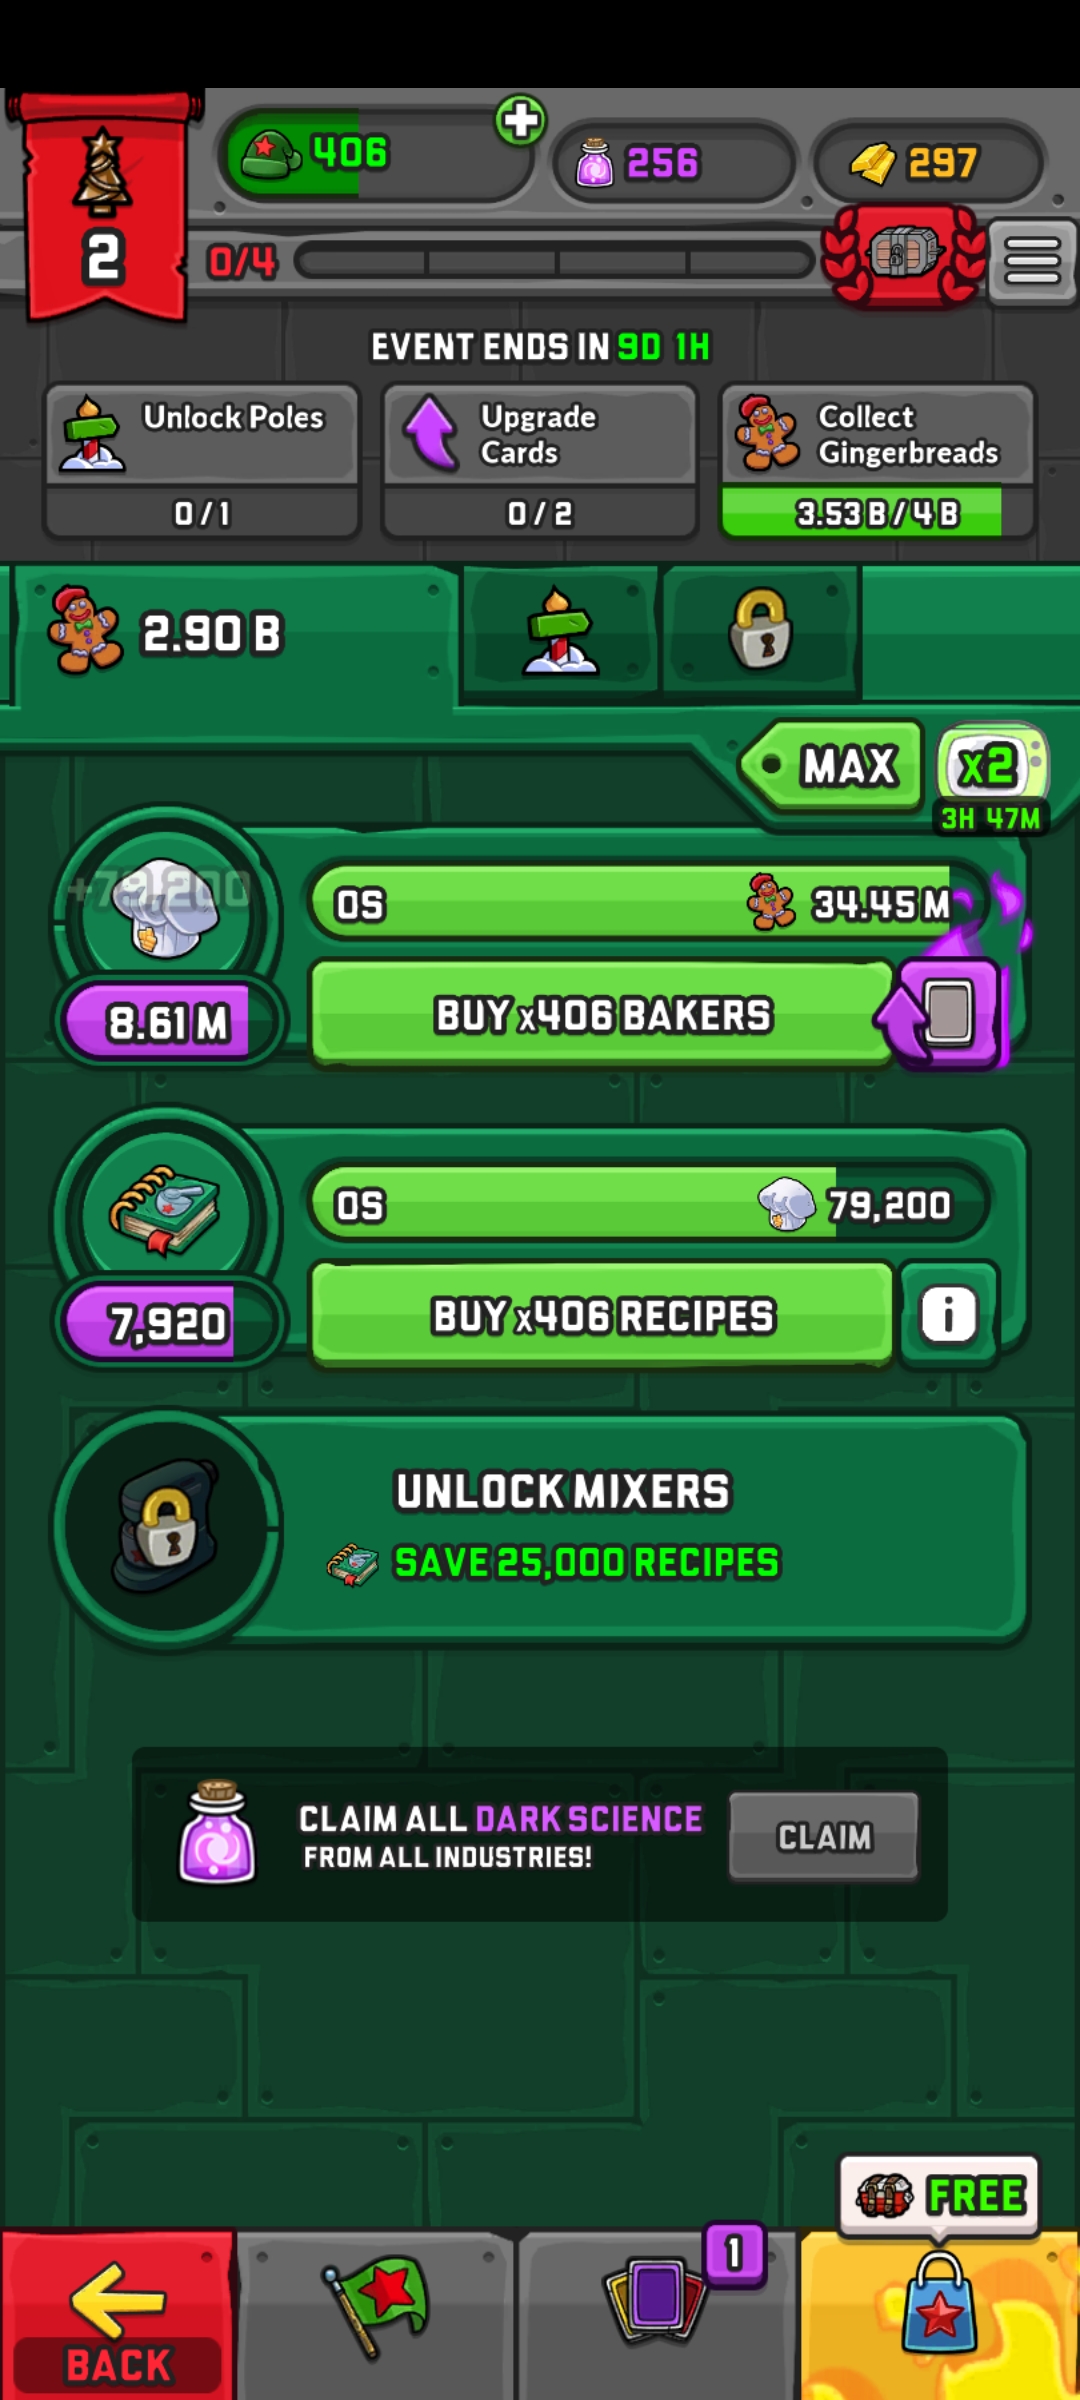 406
256
297
2
0/4
EVENT ENDS IN 9D 1H
Unlock Poles
0/1
Upgrade
Cards
0/2
Collect
Gingerbreads
3.53 B/4 B
2.90 B
MAX
x2
3H 47M
+79,200
0S
34.45 M
8.61 M
BUY x406 BAKERS
0S
79,200
7,920
BUY x406 RECIPES
i
UNLOCK MIXERS
SAVE 25,000 RECIPES
CLAIM ALL DARK SCIENCE
FROM ALL INDUSTRIES!
CLAIM
FREE
1
BACK